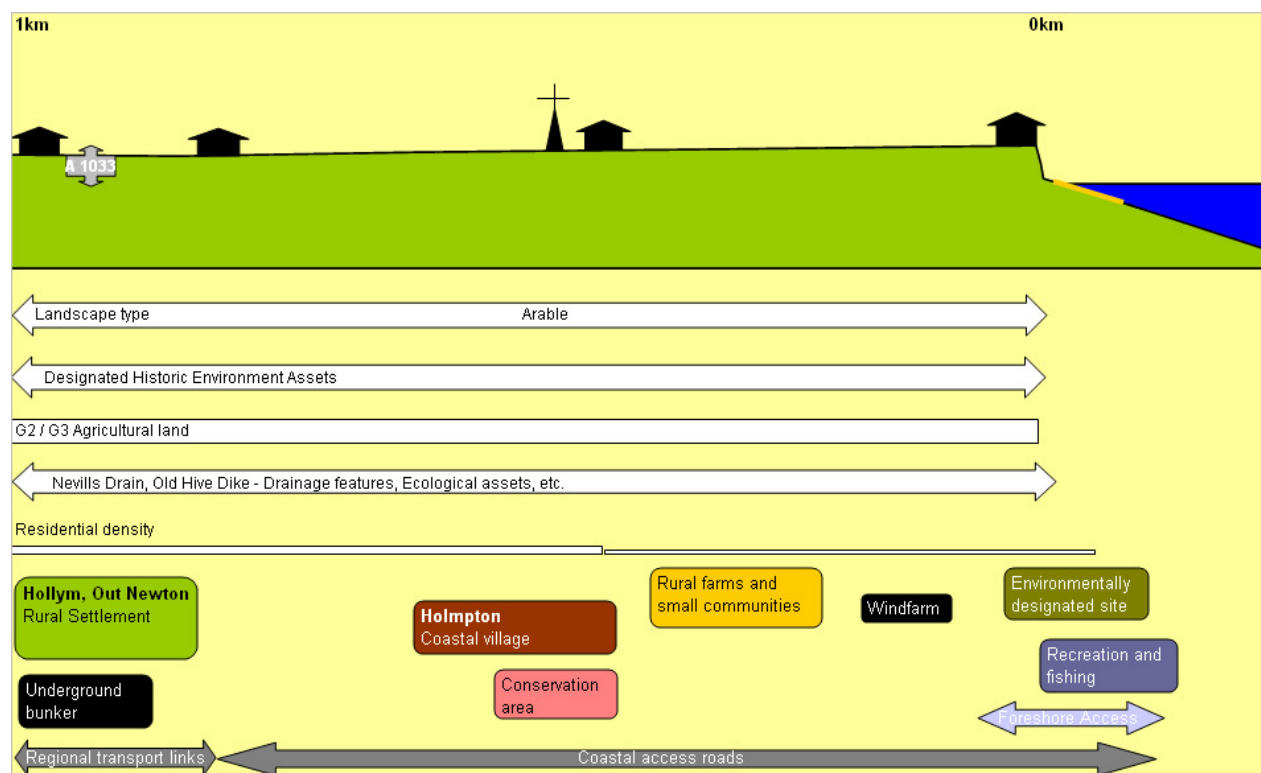 1km
0km
A 1033
Landscape type
Arable
Designated Historic Environment Assets
G2 / G3 Agricultural land
Nevills Drain, Old Hive Dike - Drainage features, Ecological assets, etc.
Residential density
Hollym, Out Newton
Rural Settlement
Holmpton
Coastal village
Rural farms and
small communities
Windfarm
Environmentally
designated site
Underground
bunker
Conservation
area
Recreation and
fishing
Foreshore Access
Regional transport links
Coastal access roads